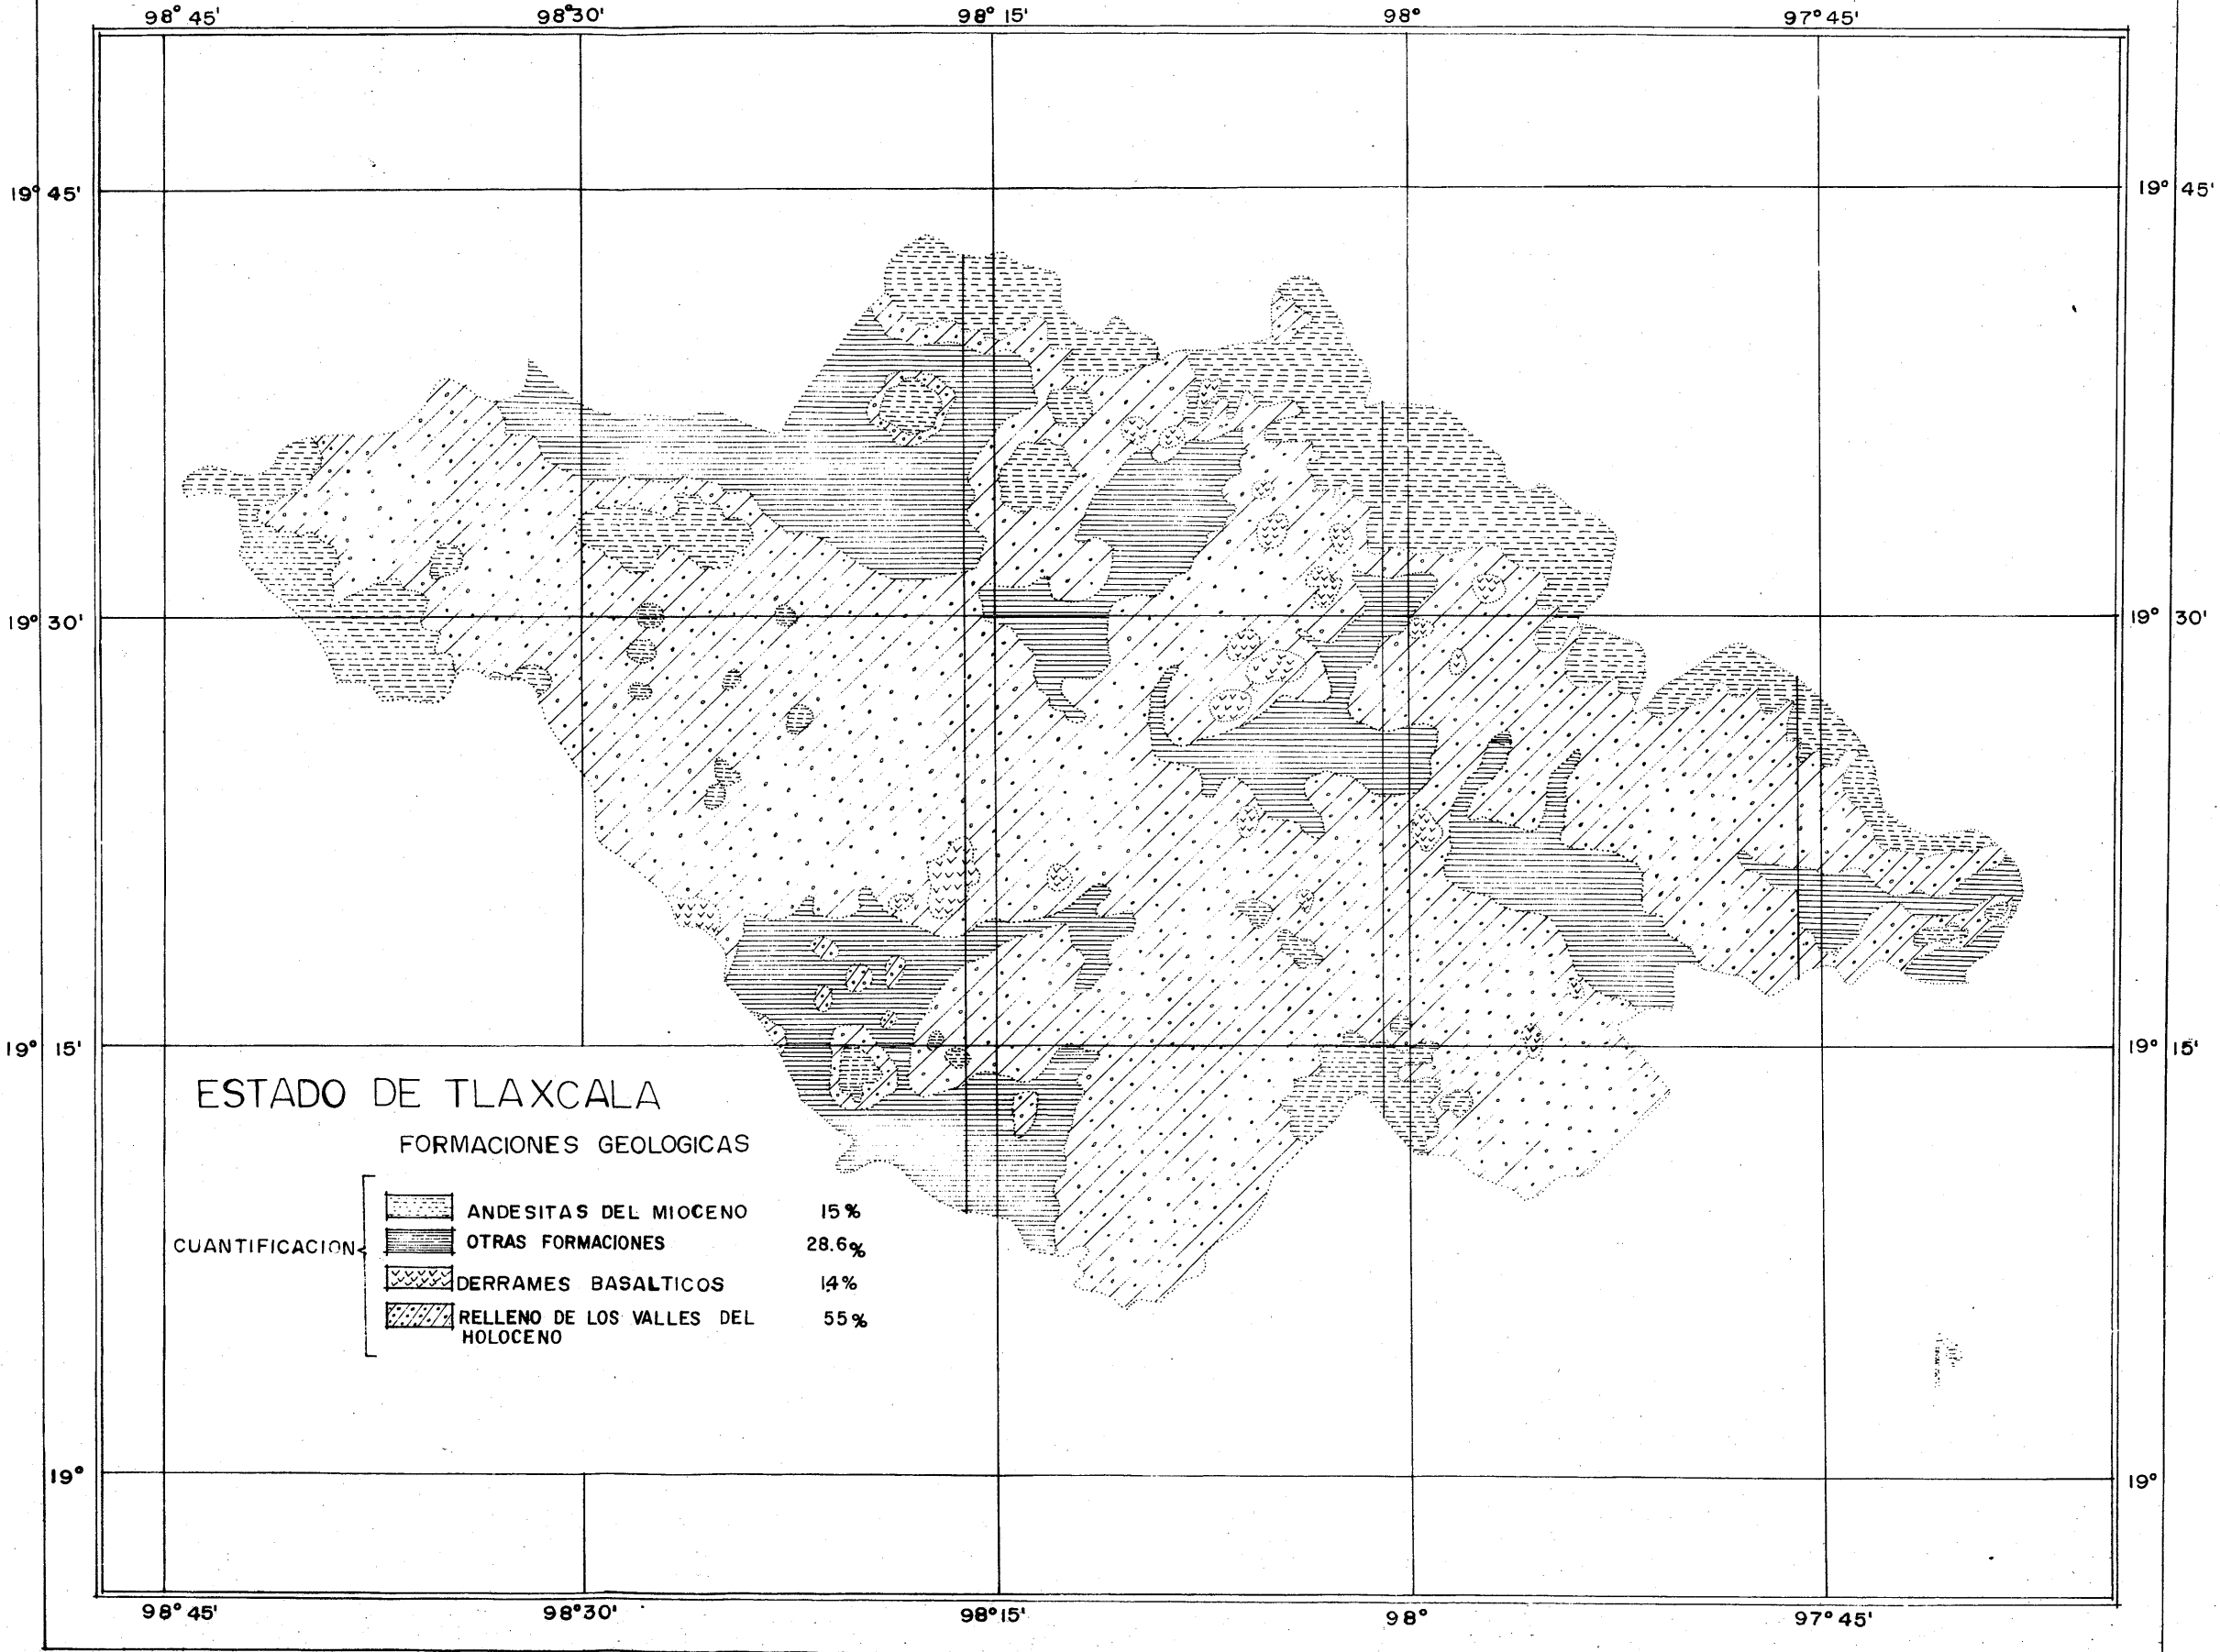 98° 45' 98°30' 98° 15' 98° 97°45'
19° 45' 19° 45'
19° 30' 19° 30'
19° 15' 19° 15'
ESTADO DE TLAXCALA
FORMACIONES GEOLOGICAS
ANDESITAS DEL MIOCENO 15%
CUANTIFICACION OTRAS FORMACIONES 28.6%
DERRAMES BASALTICOS 1.4%
RELLENO DE LOS VALLES DEL 55%
HOLOCENO
19° 19°
98° 45' 98°30' 98°15' 98° 97°45'